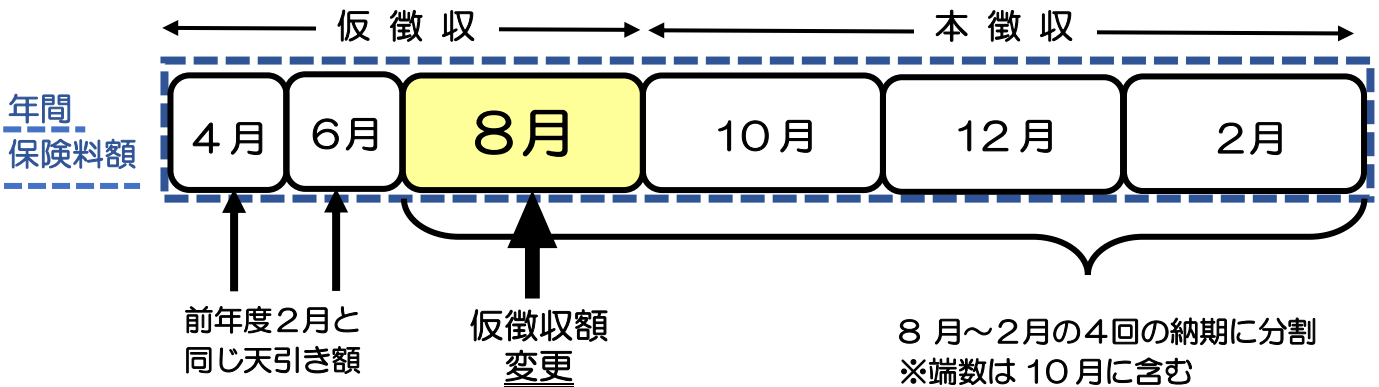 仮 徴 収
本 徴 収
年間
保険料額
4月
6月
8月
10月
12月
2月
前年度2月と
同じ天引き額
仮徴収額
変更
8 月～2月の4回の納期に分割
※端数は 10 月に含む